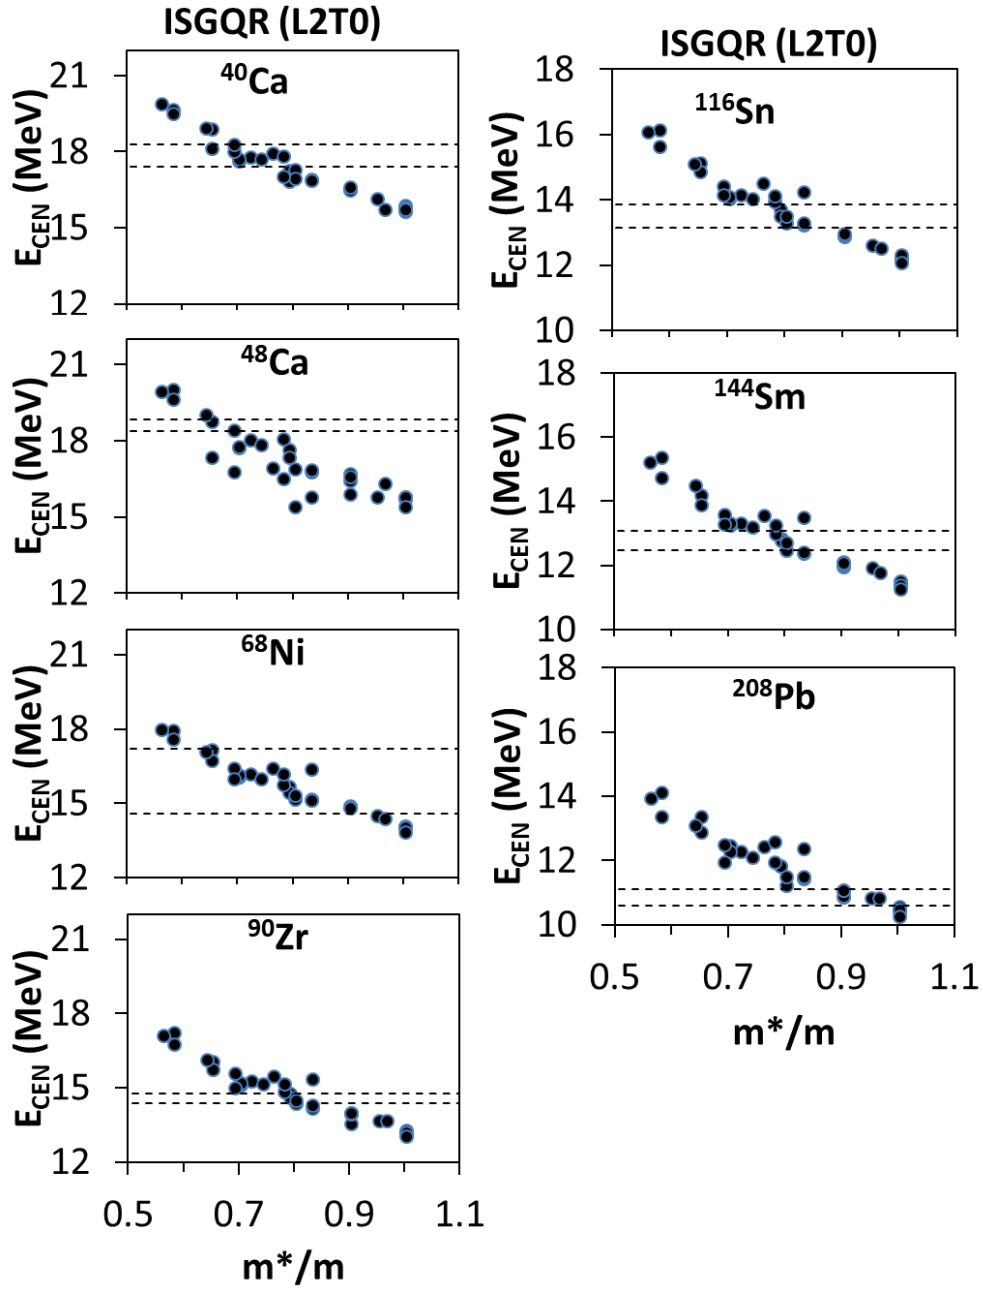 ISGQR (L2T0)
⁴⁰Ca
21
18
15
12
E_CEN (MeV)
⁴⁸Ca
21
18
15
12
E_CEN (MeV)
⁶⁸Ni
21
18
15
12
E_CEN (MeV)
⁹⁰Zr
21
18
15
12
E_CEN (MeV)
0.5 0.7 0.9 1.1
m*/m
ISGQR (L2T0)
¹¹⁶Sn
18
16
14
12
10
E_CEN (MeV)
¹⁴⁴Sm
18
16
14
12
10
E_CEN (MeV)
²⁰⁸Pb
18
16
14
12
10
E_CEN (MeV)
0.5 0.7 0.9 1.1
m*/m